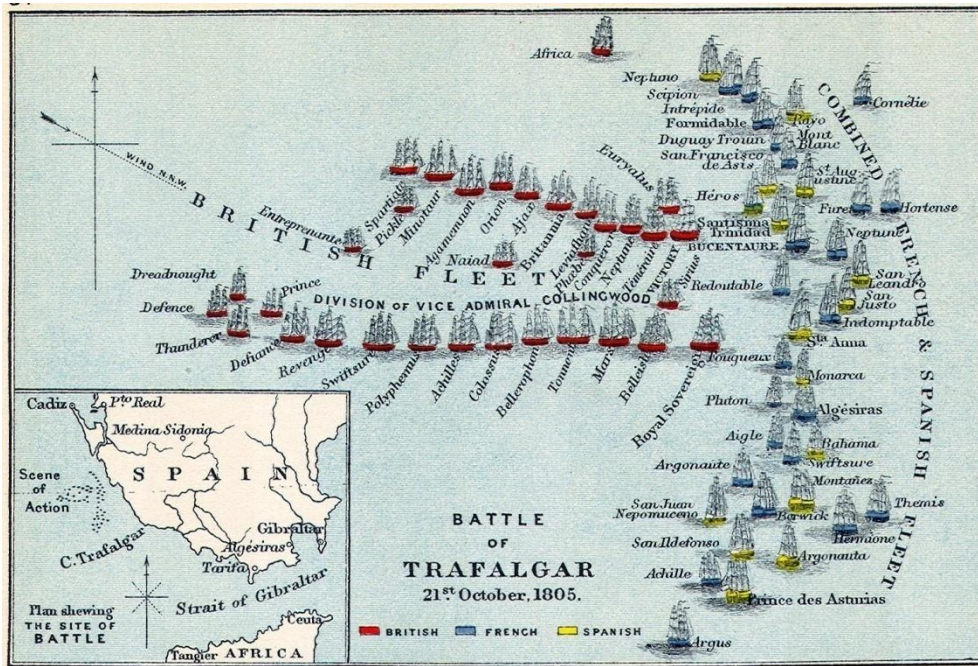 Africa
Neptuno
Scipion
Intrépide
Formidable
Duguay Trouin
San Francisco
de Asis
Rayo
Mont
Blanc
St Aug
ustine
Cornélie
COMBINED
FRENCH & SPANISH
FLEET
Héros
Santisima
Trinidad
BUCENTAURE
Neptune
Furet
Hortense
Redoutable
San
Leandro
San
Justo
Indomptable
Sta Anna
Fougueux
Monarca
Pluton
Algésiras
Aigle
Bahama
Swiftsure
Argonaute
Montañez
San Juan
Nepomuceno
Berwick
Themis
Hermione
San Ildefonso
Argonauta
Achille
Prince des Asturias
Argus
WIND N.N.W.
BRITISH FLEET
Entreprenante
Spartiate
Pickle
Minotaur
Agamemnon
Orion
Ajax
Britannia
Leviathan
Phœbe
Conqueror
Neptune
Téméraire
VICTORY
Euryalus
Sirius
Naiad
DIVISION OF VICE ADMIRAL COLLINGWOOD
Dreadnought
Defence
Prince
Thunderer
Defiance
Revenge
Swiftsure
Polyphemus
Achilles
Colossus
Bellerophon
Tonnent
Mars
Belleisle
Royal Sovereign
Cadiz
Pto Real
Medina Sidonia
SPAIN
Scene
of
Action
C. Trafalgar
Gibraltar
Algésiras
Tarifa
Strait of Gibraltar
Ceuta
Tangier
AFRICA
Plan shewing
THE SITE OF
BATTLE
BATTLE
OF
TRAFALGAR
21st October, 1805.
BRITISH FRENCH SPANISH